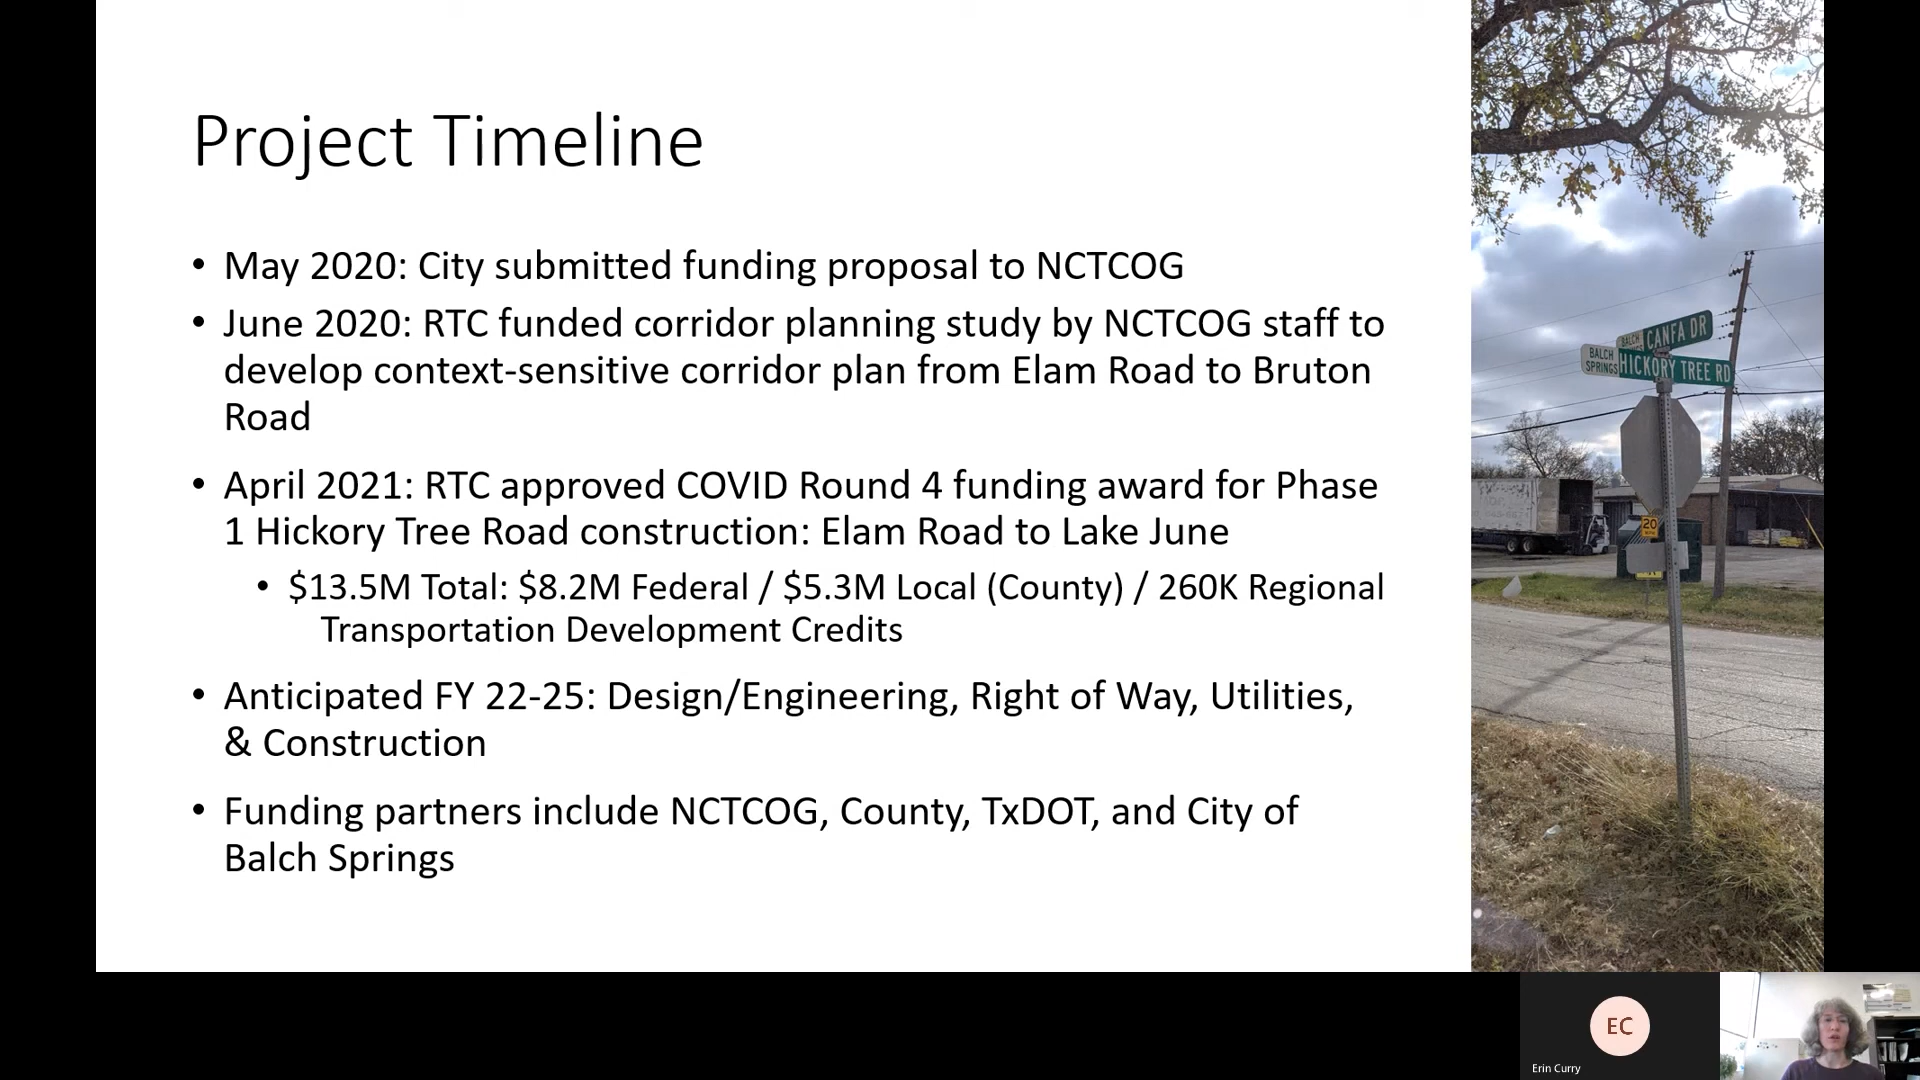 Project Timeline
• May 2020: City submitted funding proposal to NCTCOG
• June 2020: RTC funded corridor planning study by NCTCOG staff to
develop context-sensitive corridor plan from Elam Road to Bruton
Road
• April 2021: RTC approved COVID Round 4 funding award for Phase
1 Hickory Tree Road construction: Elam Road to Lake June
• $13.5M Total: $8.2M Federal / $5.3M Local (County) / 260K Regional
Transportation Development Credits
• Anticipated FY 22-25: Design/Engineering, Right of Way, Utilities,
& Construction
• Funding partners include NCTCOG, County, TxDOT, and City of
Balch Springs
BALCH
CANFA DR
BALCH
SPRINGS
HICKORY TREE RD
20
EC
Erin Curry